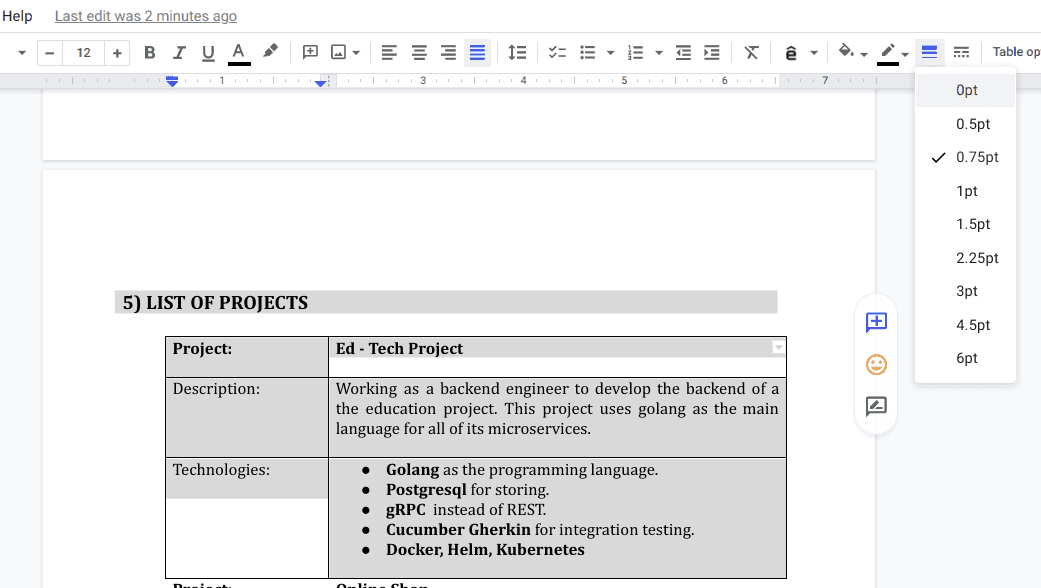 Help Last edit was 2 minutes ago
− 12 + B I U A ê Table op
1 3 4 5 6 7
0pt
0.5pt
0.75pt
1pt
1.5pt
2.25pt
3pt
4.5pt
6pt
5) LIST OF PROJECTS
Project: Ed - Tech Project
Description: Working as a backend engineer to develop the backend of a
the education project. This project uses golang as the main
language for all of its microservices.
Technologies: ● Golang as the programming language.
● Postgresql for storing.
● gRPC instead of REST.
● Cucumber Gherkin for integration testing.
● Docker, Helm, Kubernetes
Project: Online Shop